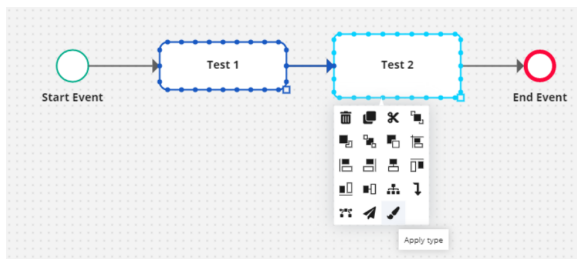 Test 1
Test 2
Start Event
End Event
Apply type